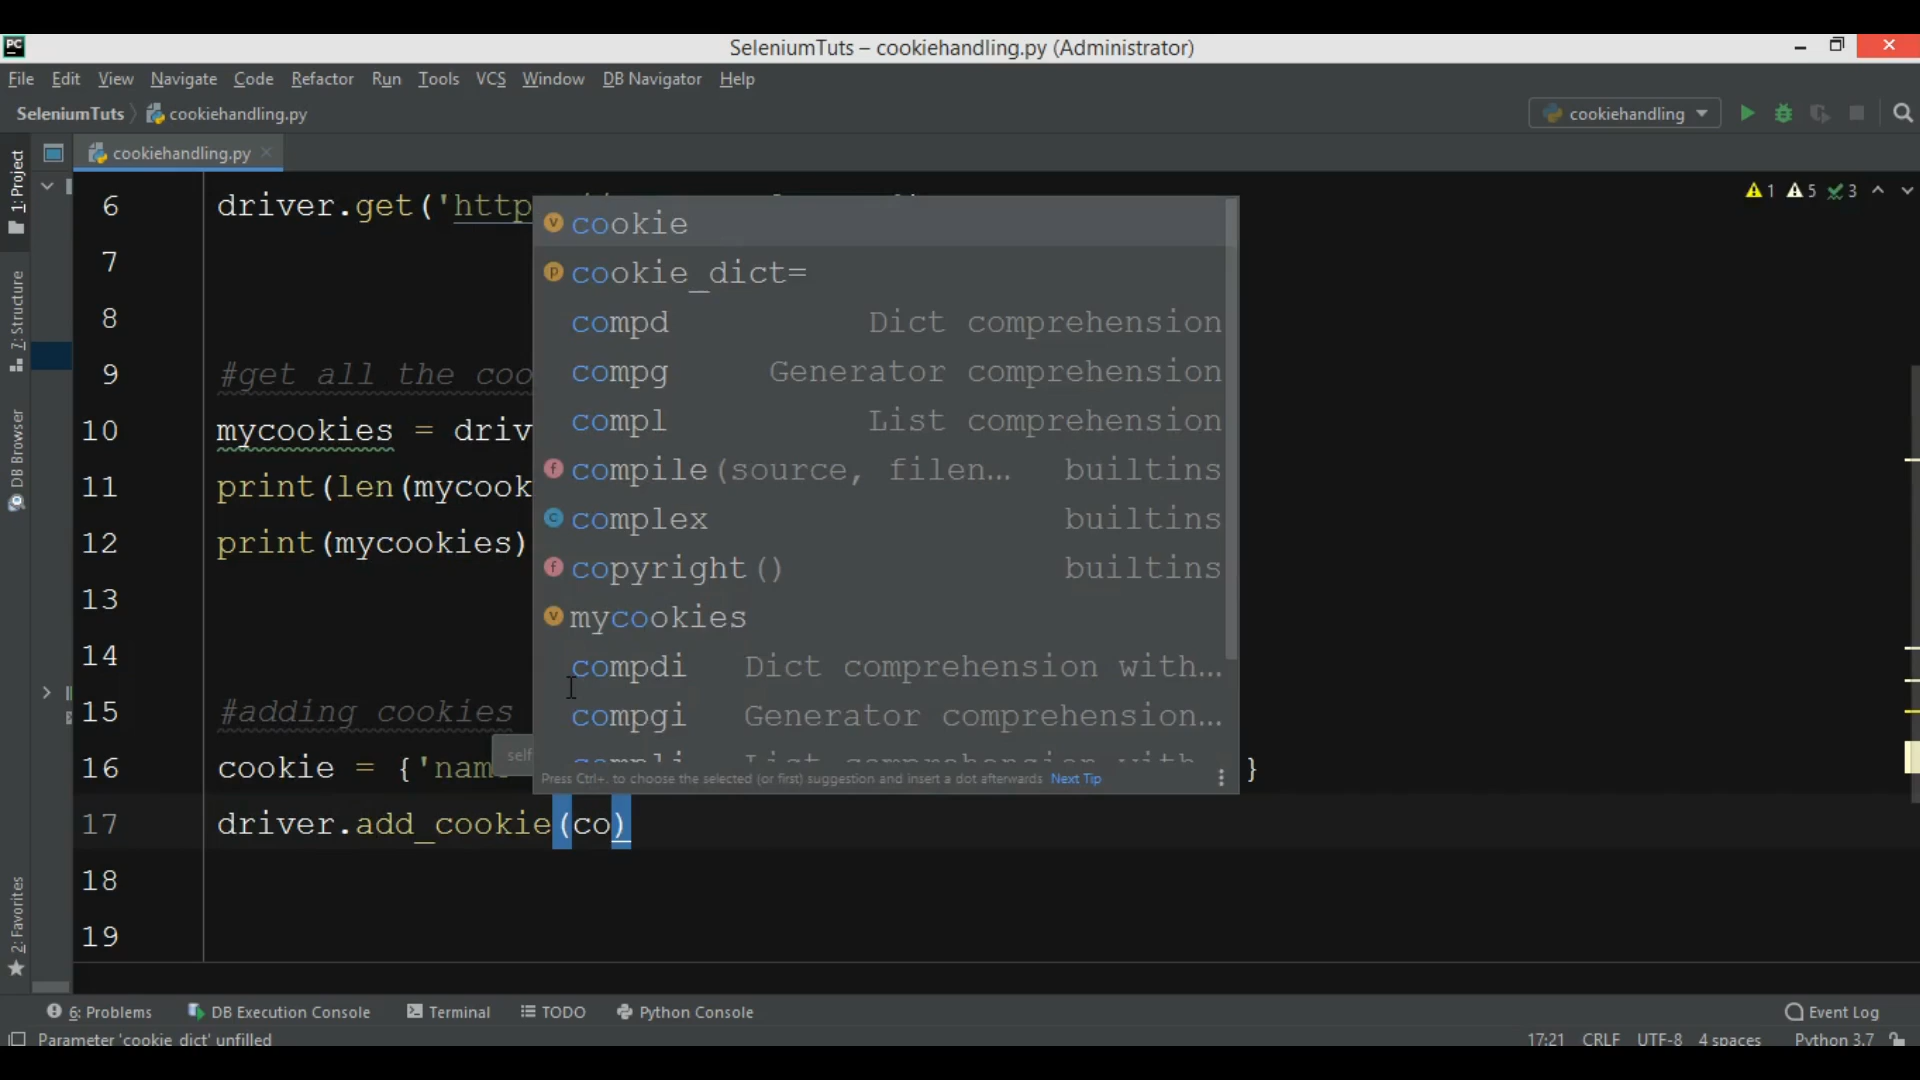 PC
SeleniumTuts – cookiehandling.py (Administrator)
File Edit View Navigate Code Refactor Run Tools VCS Window DB Navigator Help
SeleniumTuts cookiehandling.py
cookiehandling
cookiehandling.py
1: Project
7: Structure
DB Browser
2: Favorites
1 5 3
6 driver.get('http
7
8
9 #get all the coo
10 mycookies = driv
11 print(len(mycook
12 print(mycookies)
13
14
15 #adding cookies
16 cookie = {'nam }
17 driver.add_cookie(co)
18
19
self
v cookie
p cookie_dict=
compd Dict comprehension
compg Generator comprehension
compl List comprehension
f compile(source, filen… builtins
c complex builtins
f copyright() builtins
v mycookies
compdi Dict comprehension with…
compgi Generator comprehension…
Press Ctrl+. to choose the selected (or first) suggestion and insert a dot afterwards Next Tip
6: Problems DB Execution Console Terminal TODO Python Console Event Log
Parameter 'cookie_dict' unfilled 17:21 CRLF UTF-8 4 spaces Python 3.7